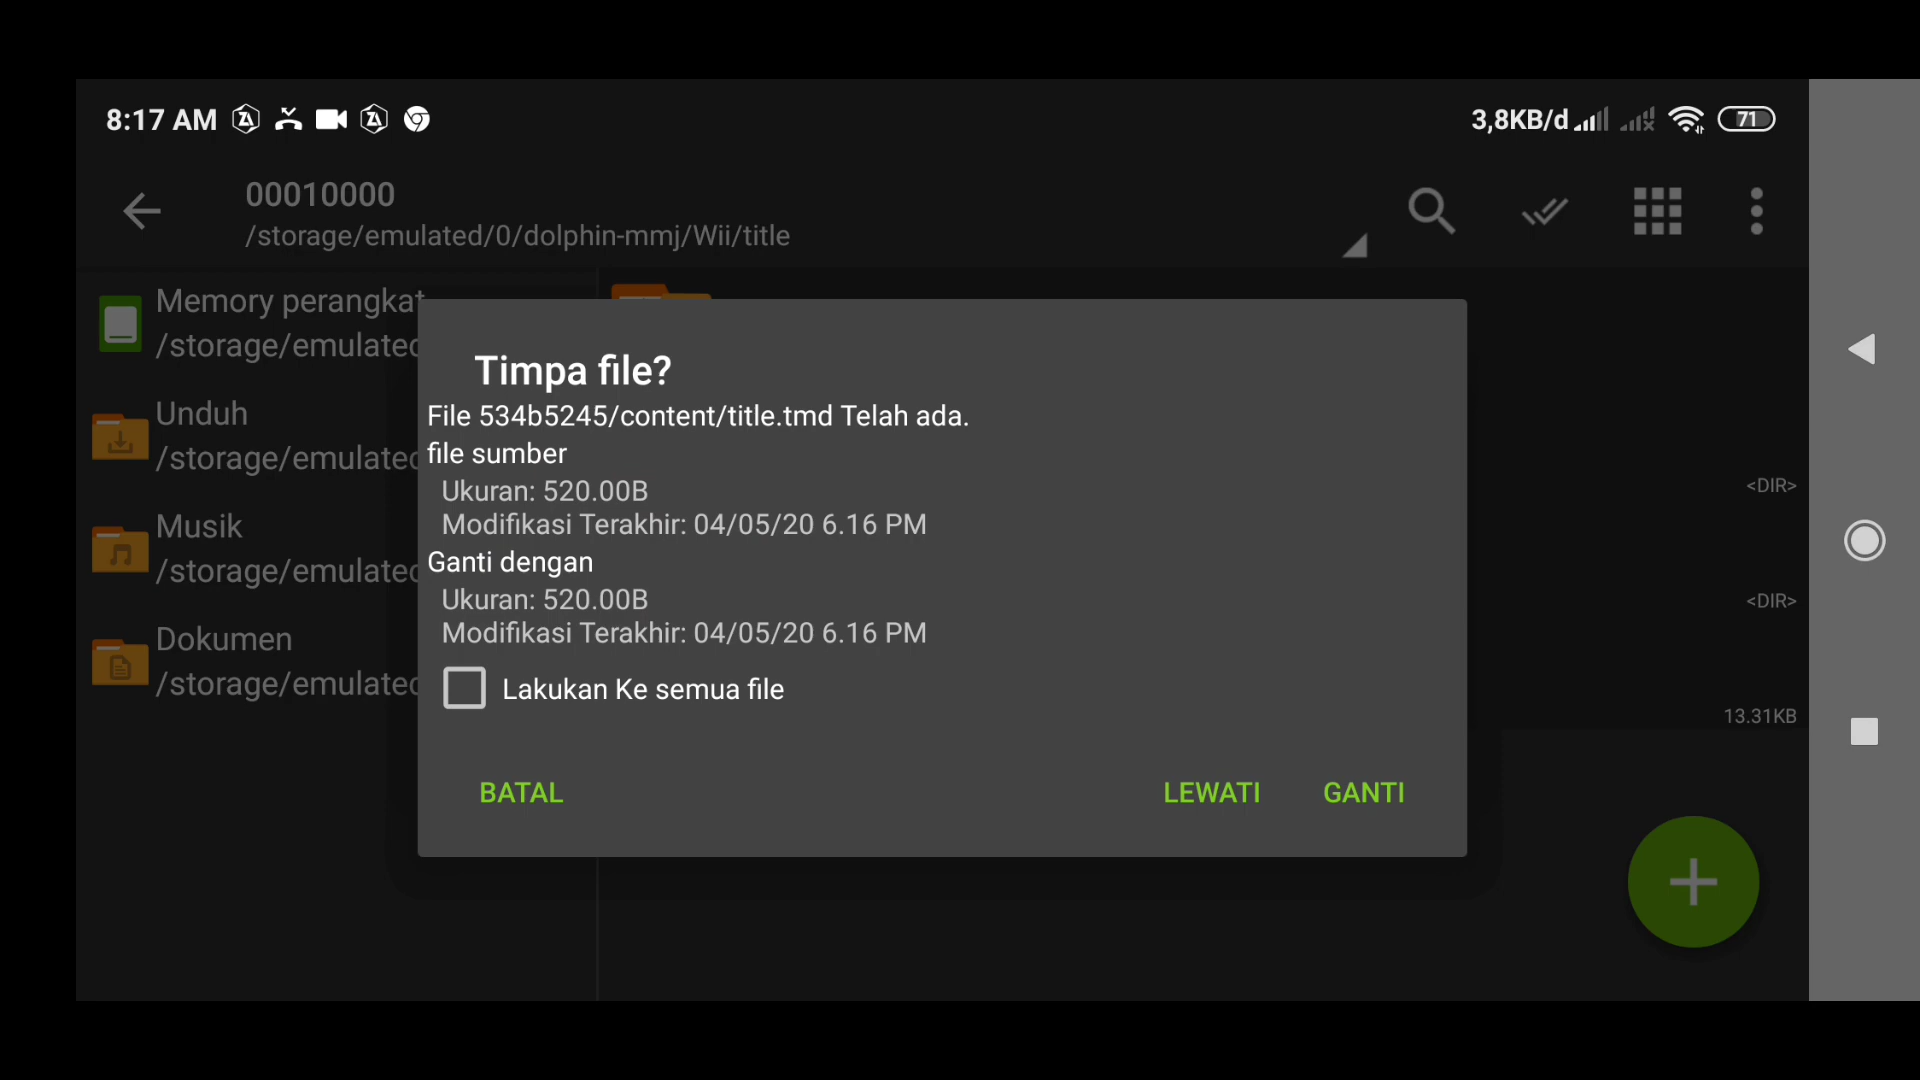 8:17 AM
3,8KB/d
71
00010000
/storage/emulated/0/dolphin-mmj/Wii/title
Memory perangkat
/storage/emulated
Unduh
/storage/emulated
Musik
/storage/emulated
Dokumen
/storage/emulated
Timpa file?
File 534b5245/content/title.tmd Telah ada.
file sumber
Ukuran: 520.00B
Modifikasi Terakhir: 04/05/20 6.16 PM
Ganti dengan
Ukuran: 520.00B
Modifikasi Terakhir: 04/05/20 6.16 PM
Lakukan Ke semua file
BATAL
LEWATI
GANTI
<DIR>
<DIR>
13.31KB